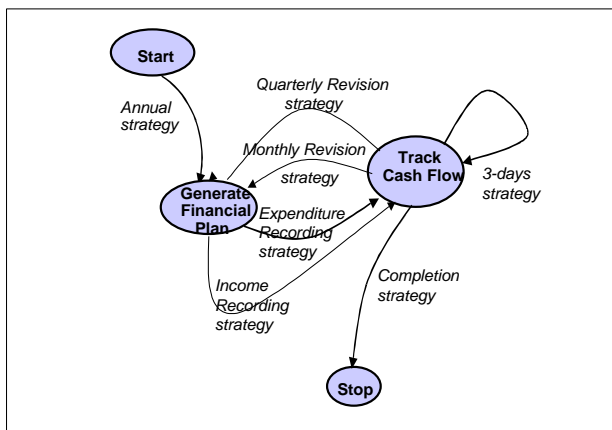 Start
Annual
strategy
Quarterly Revision
strategy
Monthly Revision
strategy
Track
Cash Flow
3-days
strategy
Generate
Financial
Plan
Expenditure
Recording
strategy
Income
Recording
strategy
Completion
strategy
Stop